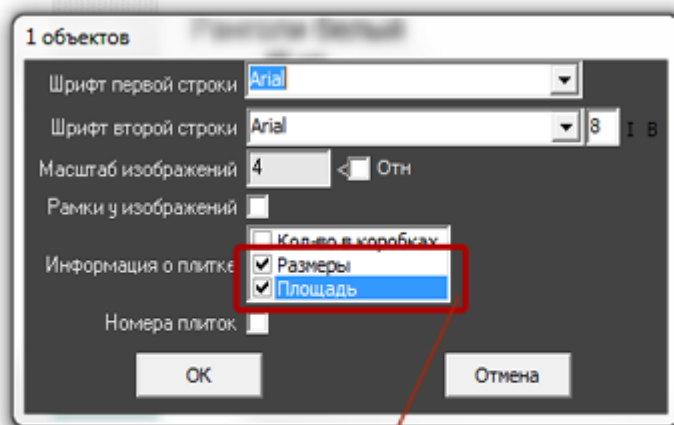 1 объектов
Шрифт первой строки Arial
Шрифт второй строки Arial 8 I B
Масштаб изображений 4 < Отн
Рамки у изображений
Кол-во в коробках
Информация о плитке Размеры
Площадь
Номера плиток
OK Отмена